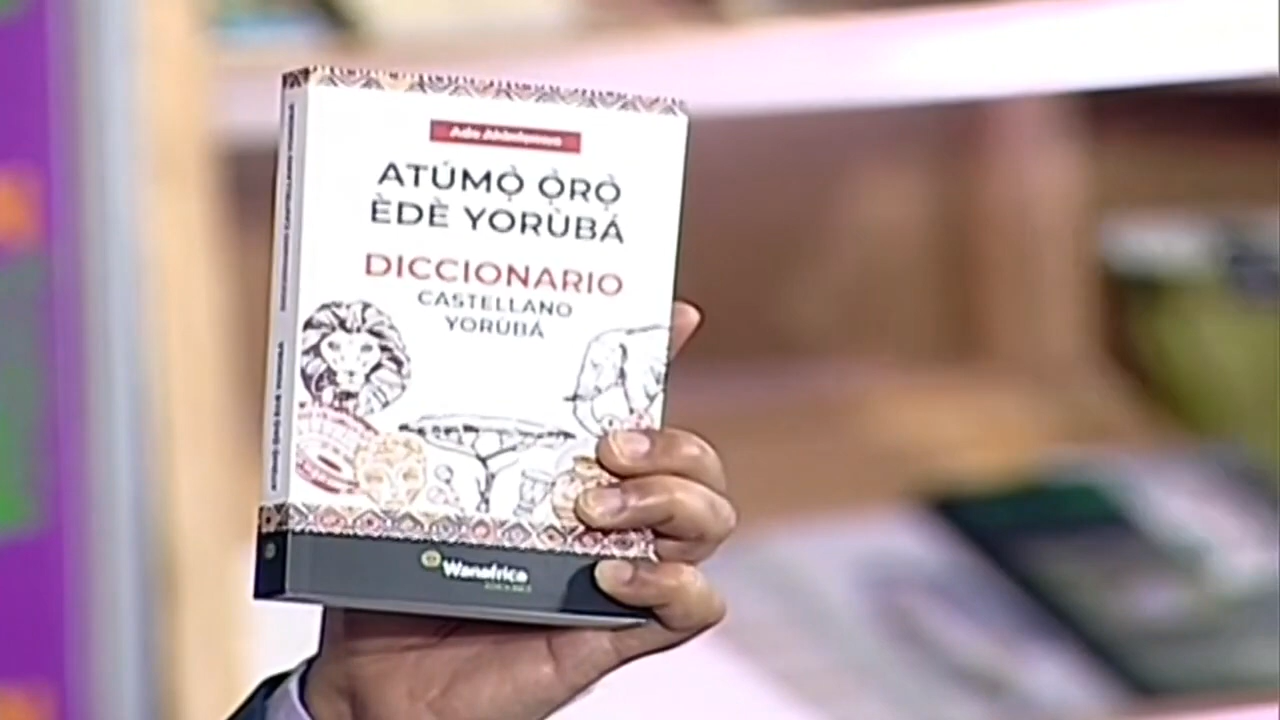 ATÚMỌ̀ Ọ̀RỌ̀
ÈDÈ YORÙBÁ
DICCIONARIO
CASTELLANO
YORÙBÁ
Wanafrica